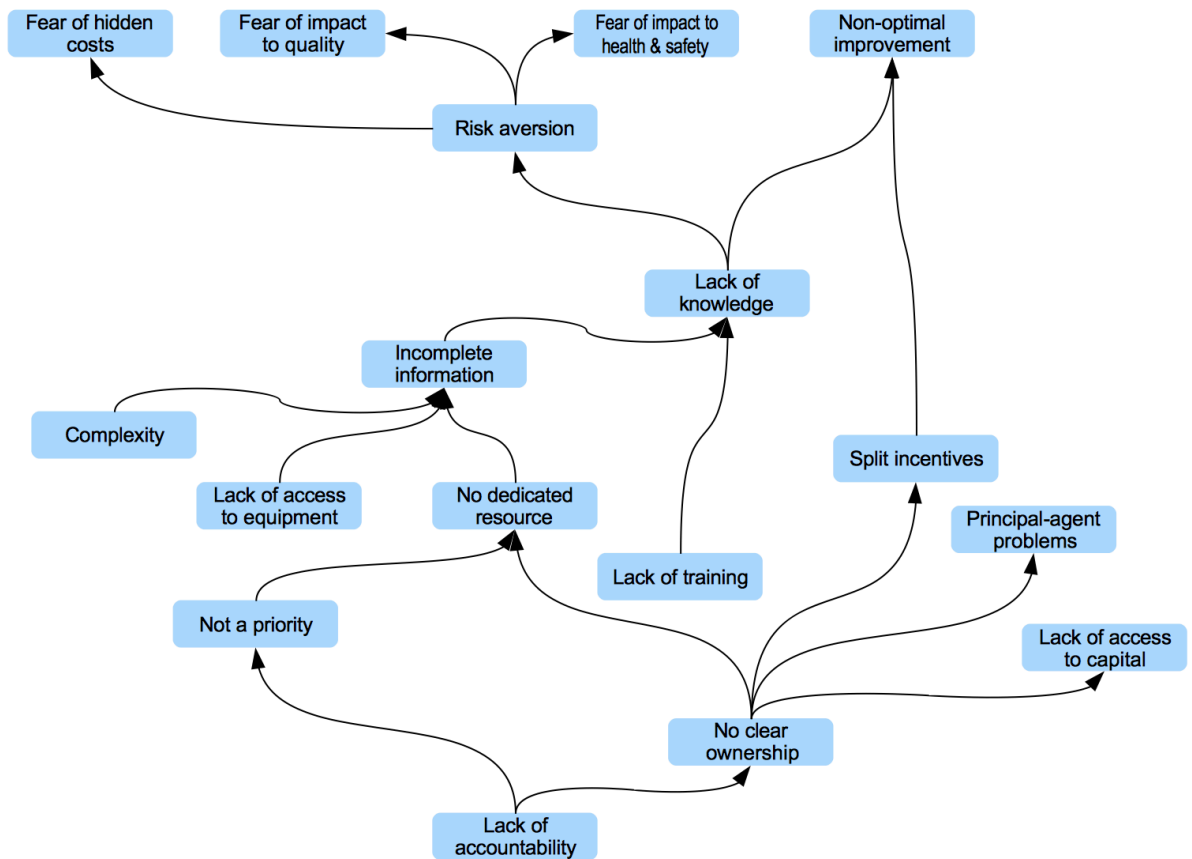 Fear of hidden
costs
Fear of impact
to quality
Fear of impact to
health & safety
Non-optimal
improvement
Risk aversion
Lack of
knowledge
Incomplete
information
Complexity
Split incentives
Lack of access
to equipment
No dedicated
resource
Principal-agent
problems
Lack of training
Not a priority
Lack of access
to capital
No clear
ownership
Lack of
accountability